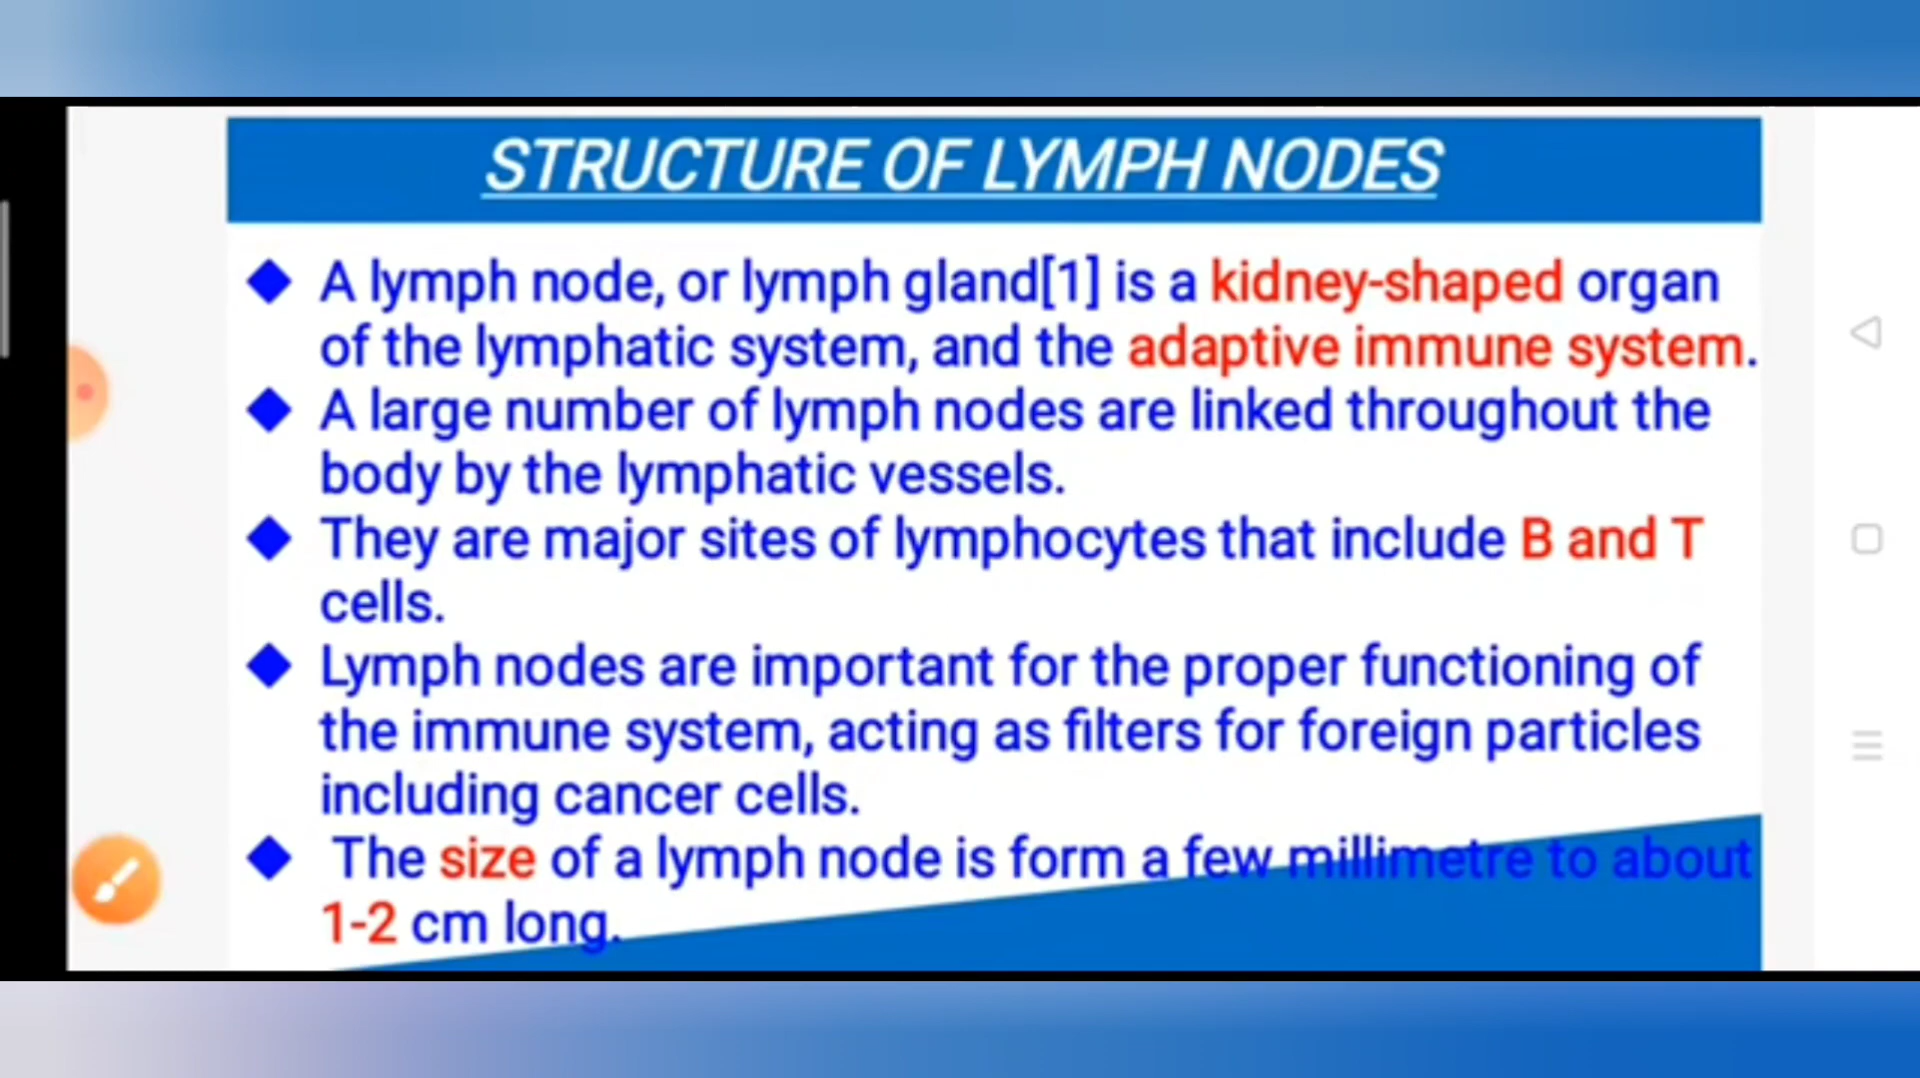 STRUCTURE OF LYMPH NODES
A lymph node, or lymph gland[1] is a kidney-shaped organ
of the lymphatic system, and the adaptive immune system.
A large number of lymph nodes are linked throughout the
body by the lymphatic vessels.
They are major sites of lymphocytes that include B and T
cells.
Lymph nodes are important for the proper functioning of
the immune system, acting as filters for foreign particles
including cancer cells.
The size of a lymph node is form a few millimetre to about
1-2 cm long.